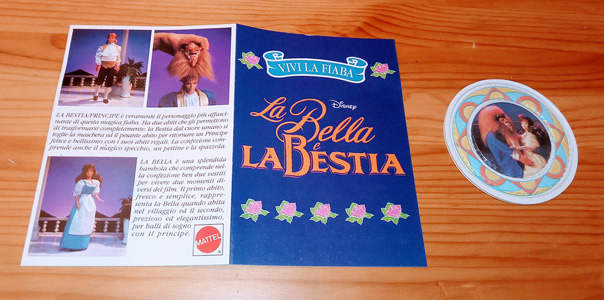 LA BESTIA/PRINCIPE è veramente il personaggio più affasci-
nante di questa magica fiaba. Ha due abiti che gli permettono
di trasformarsi completamente: la Bestia dal cuore umano si
toglie la maschera ed il pesante abito per ritornare un Principe
felice e bellissimo con i suoi abiti regali. La confezione com-
prende anche il magico specchio, un pettine e la spazzola.
LA BELLA è una splendida
bambola che comprende nel-
la confezione ben due vestiti
per vivere due momenti di-
versi del film. Il primo abito,
fresco e semplice, rappre-
senta la Bella quando abita
nel villaggio ed il secondo,
prezioso ed elegantissimo,
per balli di sogno
con il principe.
MATTEL
VIVI LA FIABA
Disney
La Bella
e
LA BESTIA